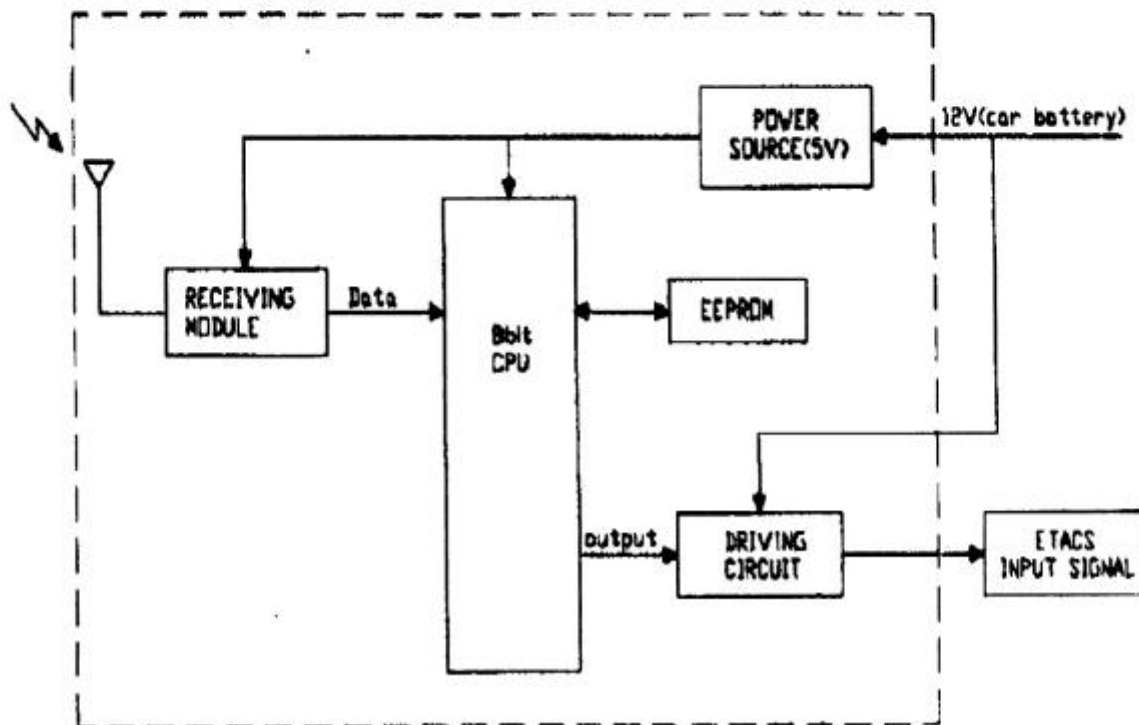 12V(car battery)
POWER
SOURCE(5V)
RECEIVING
MODULE
Data
8bit
CPU
EEPROM
output
DRIVING
CIRCUIT
ETACS
INPUT SIGNAL